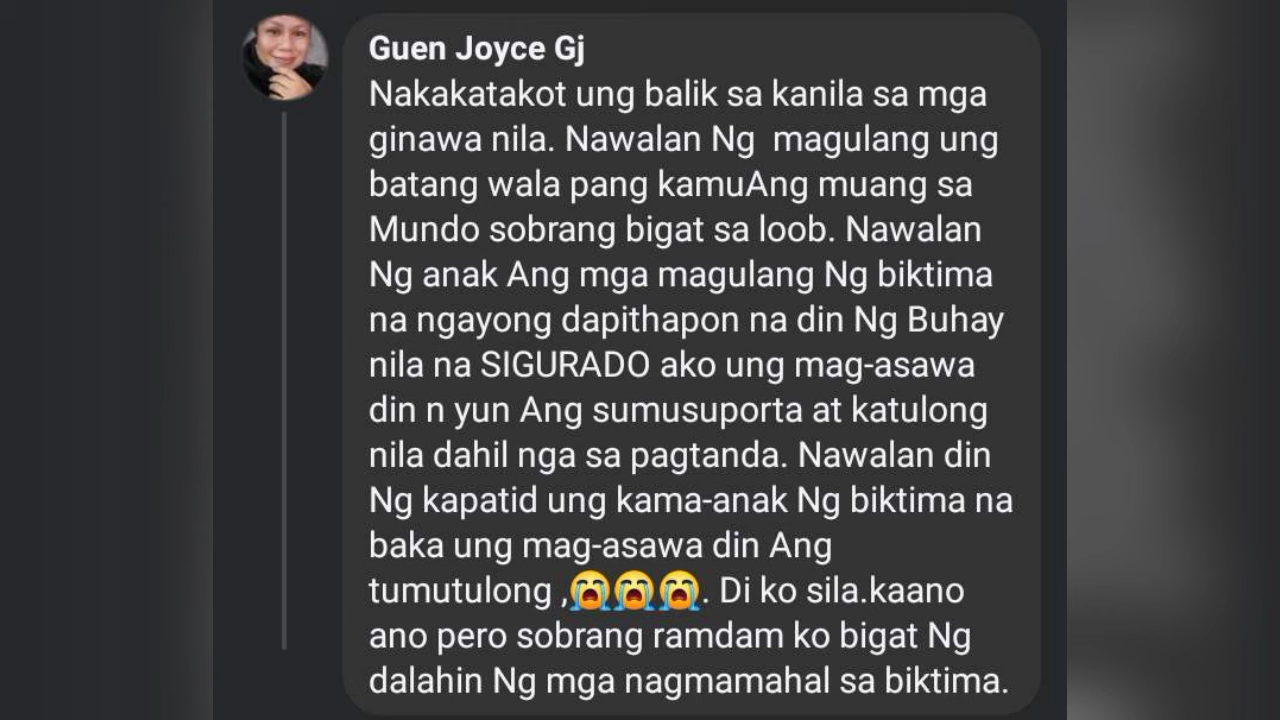 Guen Joyce Gj
Nakakatakot ung balik sa kanila sa mga
ginawa nila. Nawalan Ng  magulang ung
batang wala pang kamuAng muang sa
Mundo sobrang bigat sa loob. Nawalan
Ng anak Ang mga magulang Ng biktima
na ngayong dapithapon na din Ng Buhay
nila na SIGURADO ako ung mag-asawa
din n yun Ang sumusuporta at katulong
nila dahil nga sa pagtanda. Nawalan din
Ng kapatid ung kama-anak Ng biktima na
baka ung mag-asawa din Ang
tumutulong ,😭😭😭. Di ko sila.kaano
ano pero sobrang ramdam ko bigat Ng
dalahin Ng mga nagmamahal sa biktima.